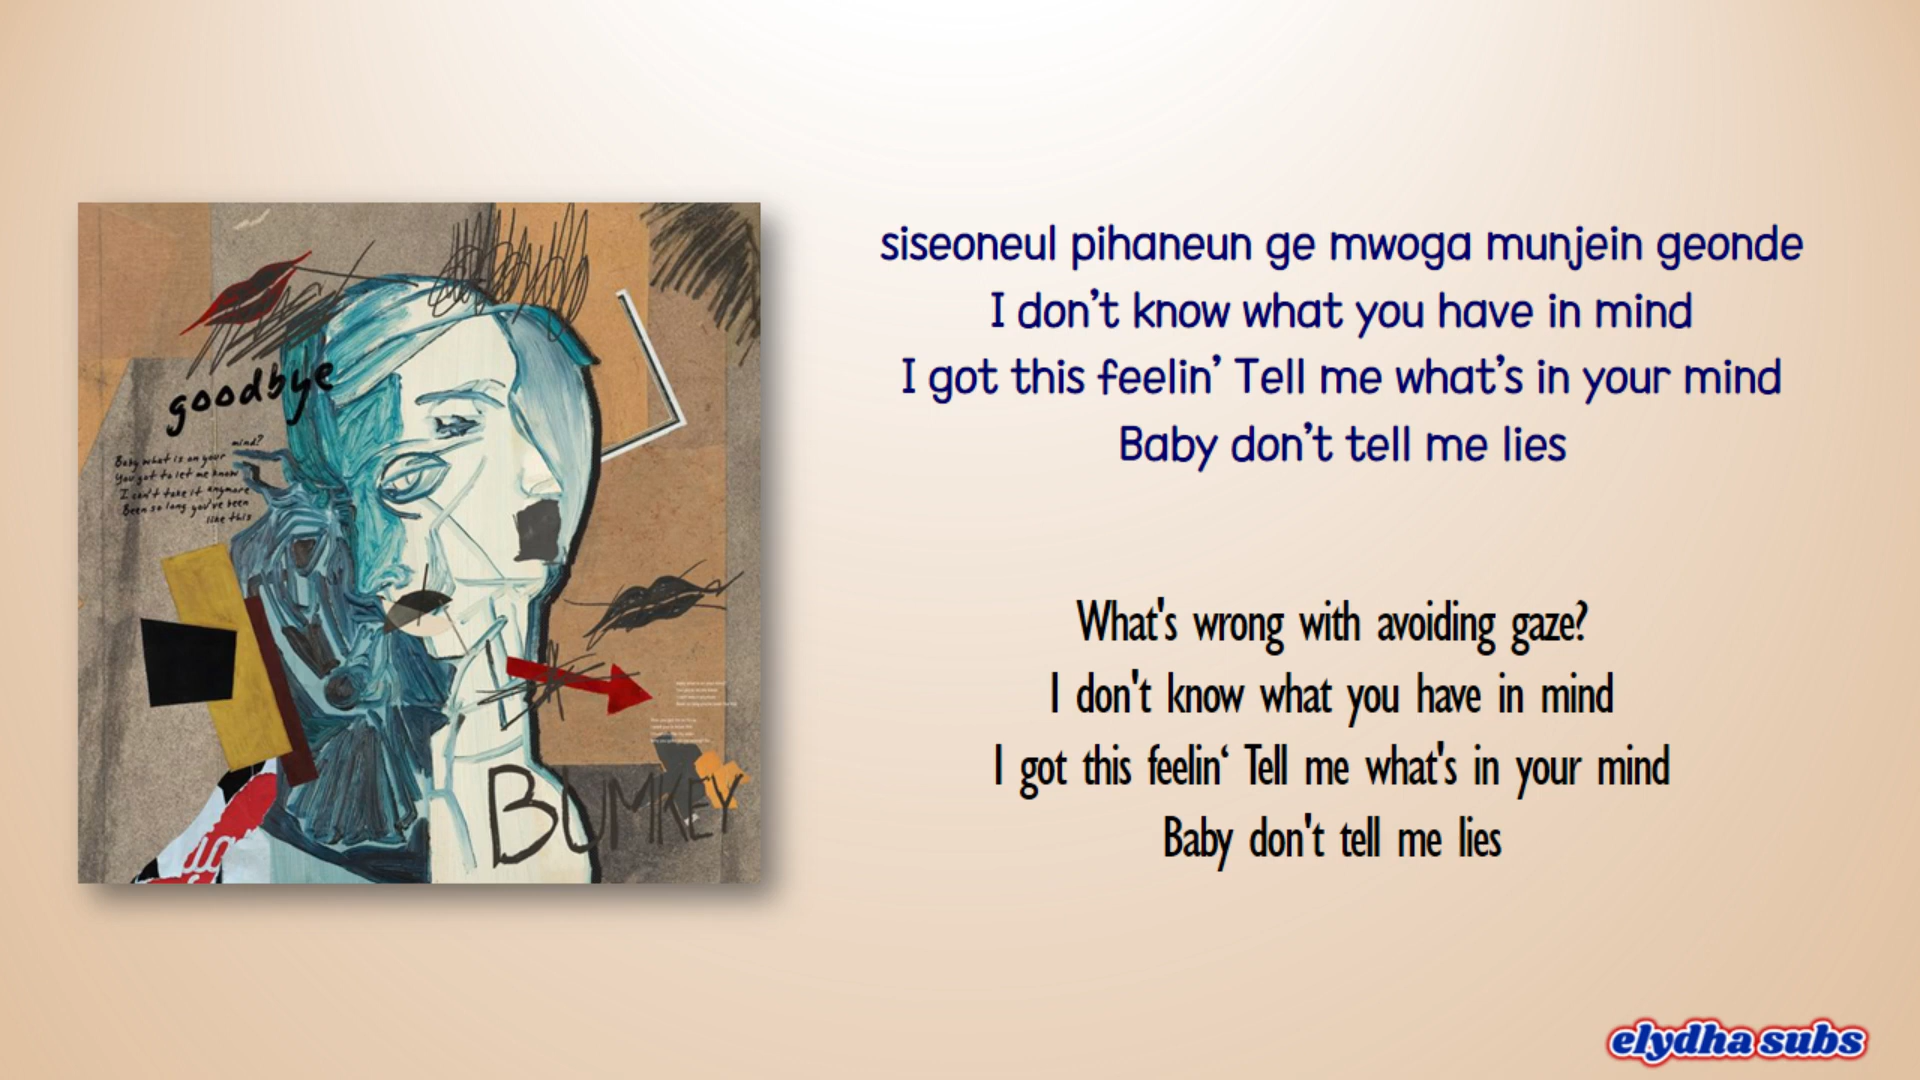 goodbye
mind?
Baby what is on your
You got to let me know
I can't take it anymore
Been so long you've been
like this
BUMKEY
siseoneul pihaneun ge mwoga munjein geonde
I don’t know what you have in mind
I got this feelin’ Tell me what’s in your mind
Baby don’t tell me lies
What's wrong with avoiding gaze?
I don't know what you have in mind
I got this feelin‘ Tell me what's in your mind
Baby don't tell me lies
elydha subs